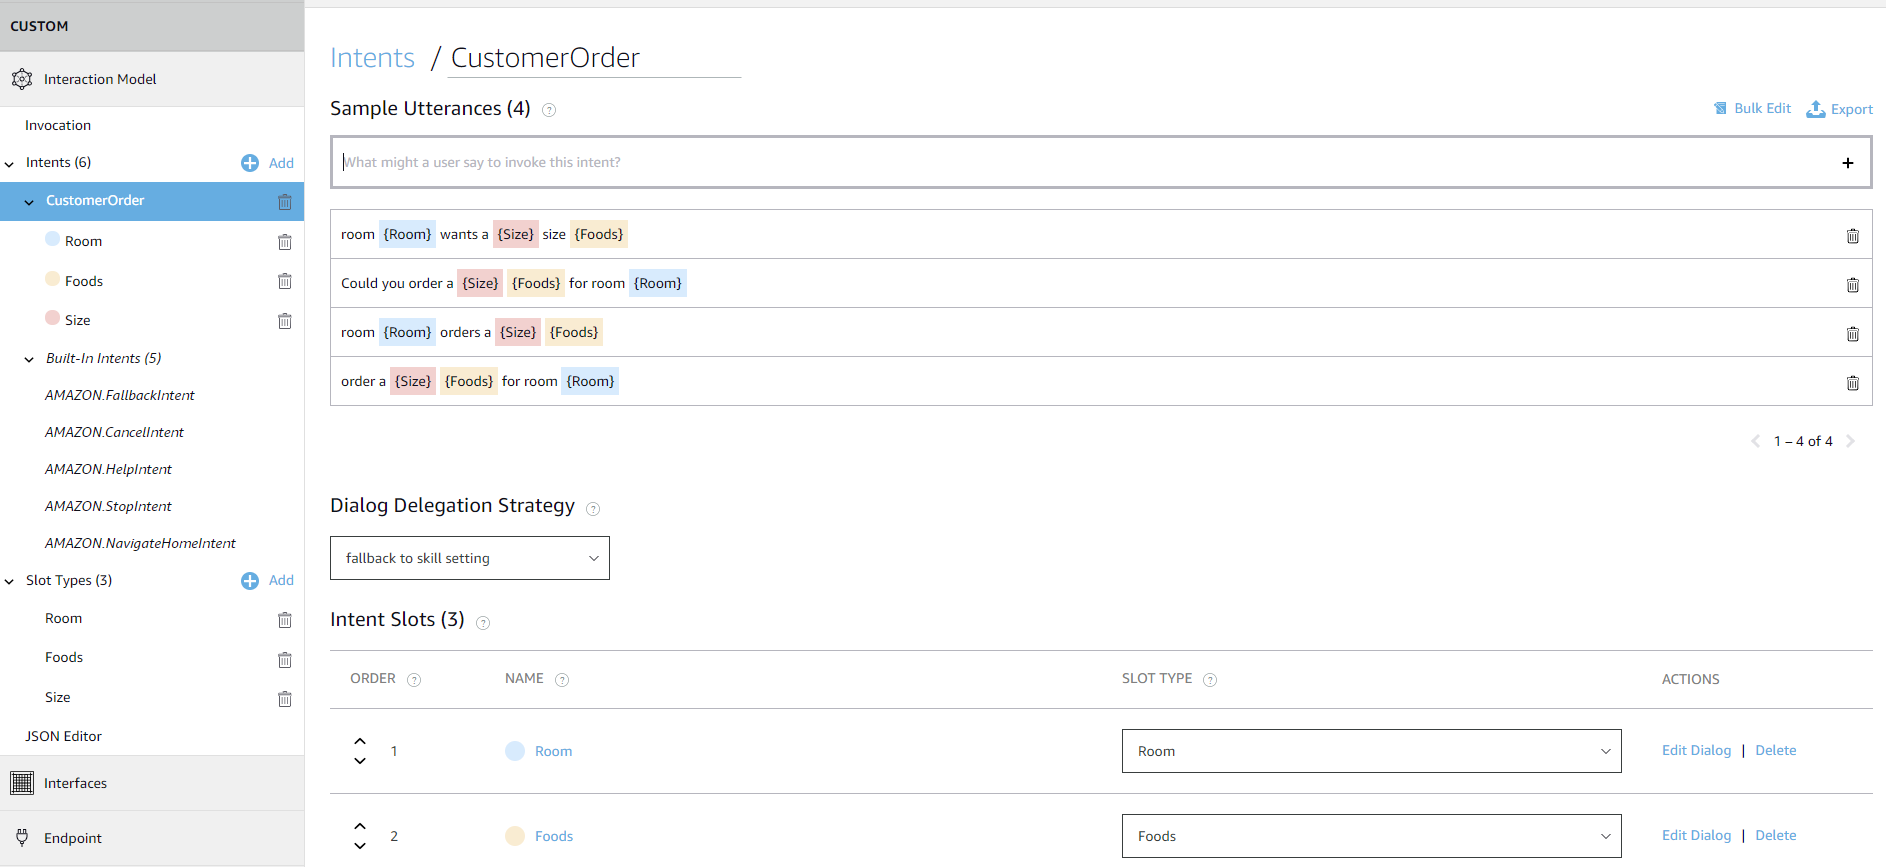 CUSTOM
Interaction Model
Invocation
Intents (6) Add
CustomerOrder
Room
Foods
Size
Built-In Intents (5)
AMAZON.FallbackIntent
AMAZON.CancelIntent
AMAZON.HelpIntent
AMAZON.StopIntent
AMAZON.NavigateHomeIntent
Slot Types (3) Add
Room
Foods
Size
JSON Editor
Interfaces
Endpoint
Intents / CustomerOrder
Sample Utterances (4) ? Bulk Edit Export
What might a user say to invoke this intent? +
room {Room} wants a {Size} size {Foods}
Could you order a {Size} {Foods} for room {Room}
room {Room} orders a {Size} {Foods}
order a {Size} {Foods} for room {Room}
< 1 – 4 of 4 >
Dialog Delegation Strategy ?
fallback to skill setting
Intent Slots (3) ?
ORDER ? NAME ? SLOT TYPE ? ACTIONS
1 Room Room Edit Dialog | Delete
2 Foods Foods Edit Dialog | Delete